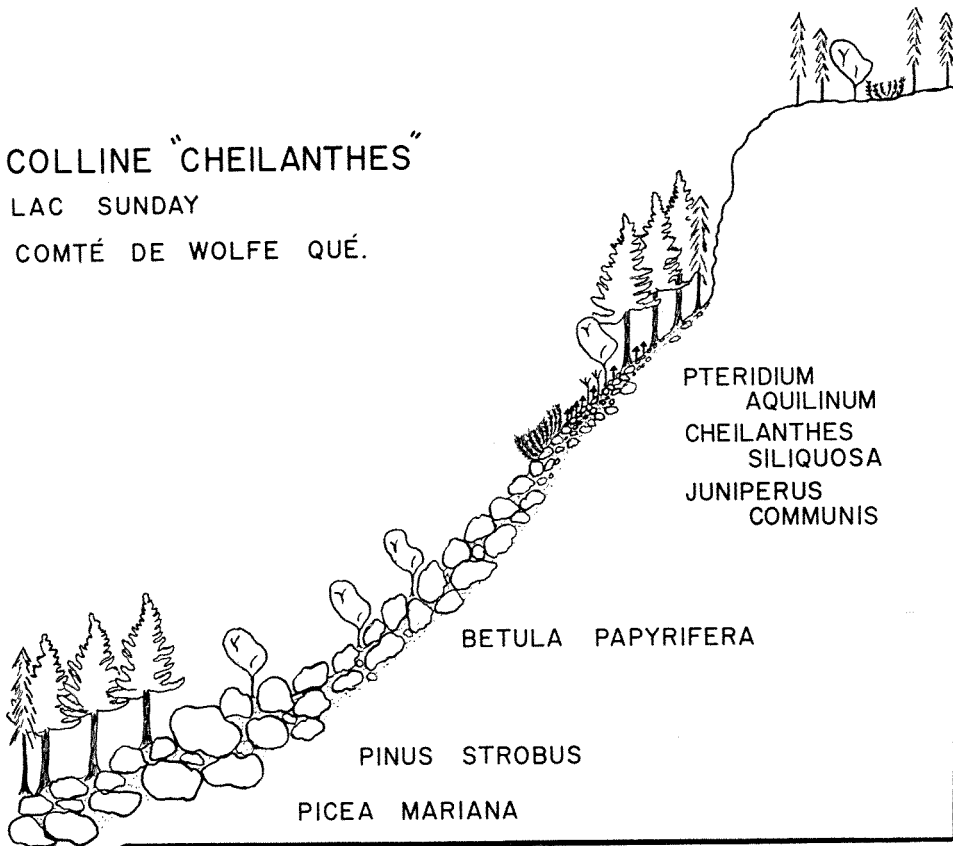 COLLINE "CHEILANTHES"
LAC SUNDAY
COMTÉ DE WOLFE QUÉ.
PTERIDIUM
AQUILINUM
CHEILANTHES
SILIQUOSA
JUNIPERUS
COMMUNIS
BETULA PAPYRIFERA
PINUS STROBUS
PICEA MARIANA